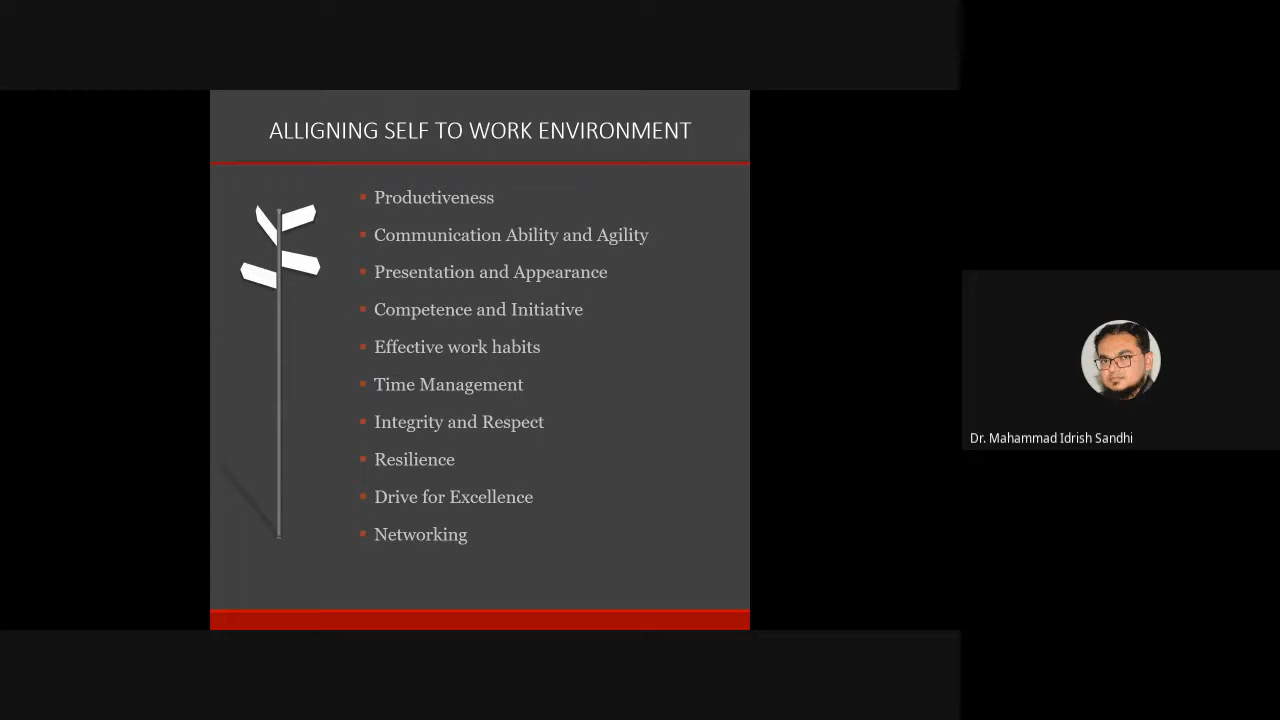 ALLIGNING SELF TO WORK ENVIRONMENT
Productiveness
Communication Ability and Agility
Presentation and Appearance
Competence and Initiative
Effective work habits
Time Management
Integrity and Respect
Resilience
Drive for Excellence
Networking
Dr. Mahammad Idrish Sandhi